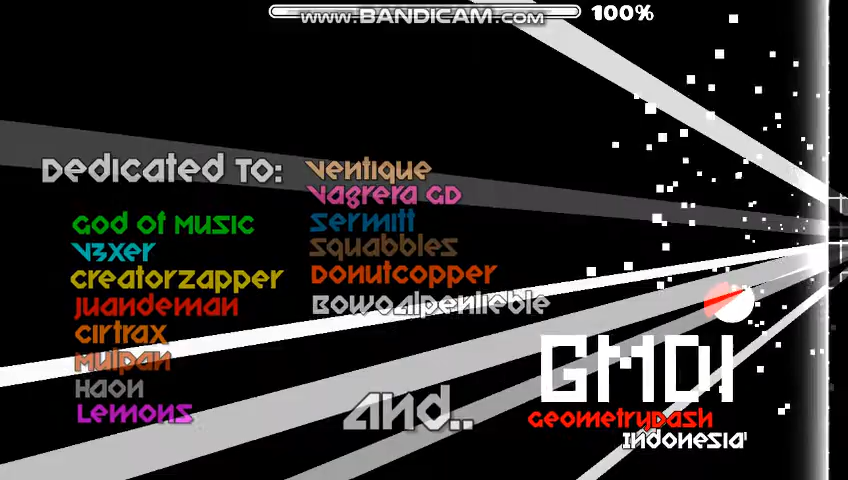 www.BANDICAM.com 100%
Dedicated to:
God of Music
V3xer
Creatorzapper
Juandeman
Cirtrax
Mulpan
Haon
Lemons
Ventique
Vagrera GD
Sermitt
Squabbles
Donutcopper
Bowoalpenlieble
And..
GMDI
GeometryDash
Indonesia'